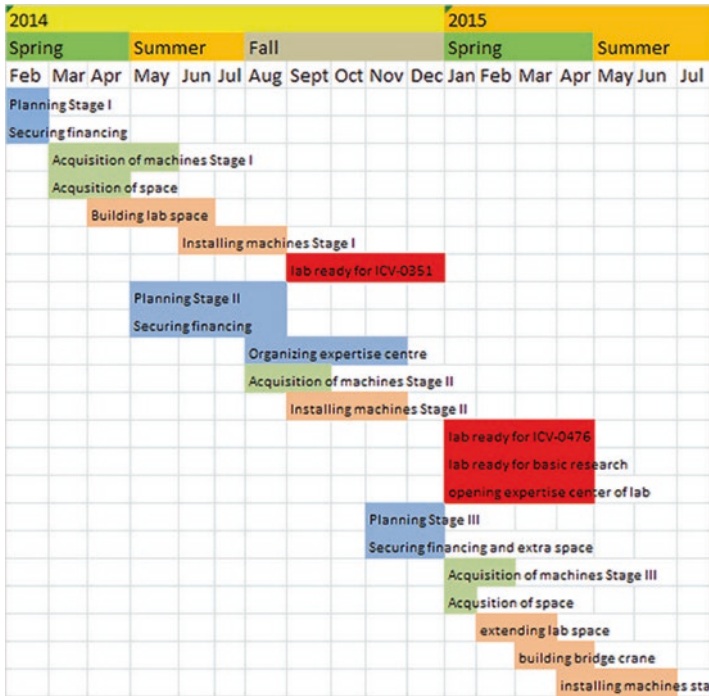 2014 2015
Spring Summer Fall Spring Summer
Feb Mar Apr May Jun Jul Aug Sept Oct Nov Dec Jan Feb Mar Apr May Jun Jul
Planning Stage I
Securing financing
Acquisition of machines Stage I
Acqusition of space
Building lab space
Installing machines Stage I
lab ready for ICV-0351
Planning Stage II
Securing financing
Organizing expertise centre
Acquisition of machines Stage II
Installing machines Stage II
lab ready for ICV-0476
lab ready for basic research
opening expertise center of lab
Planning Stage III
Securing financing and extra space
Acquisition of machines Stage III
Acqusition of space
extending lab space
building bridge crane
installing machines sta